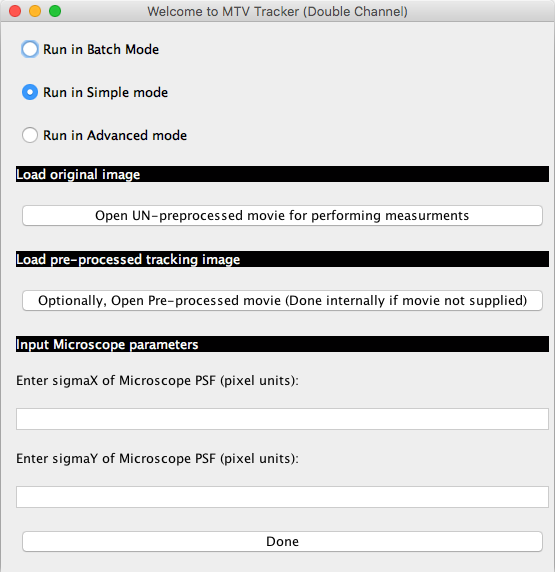 Welcome to MTV Tracker (Double Channel)
Run in Batch Mode
Run in Simple mode
Run in Advanced mode
Load original image
Open UN-preprocessed movie for performing measurments
Load pre-processed tracking image
Optionally, Open Pre-processed movie (Done internally if movie not supplied)
Input Microscope parameters
Enter sigmaX of Microscope PSF (pixel units):
Enter sigmaY of Microscope PSF (pixel units):
Done